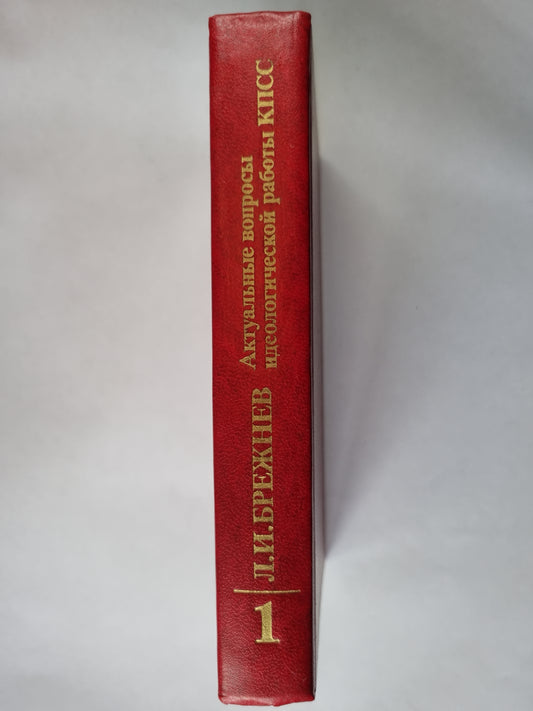 1
Л.И.БРЕЖНЕВ
Актуальные вопросы
идеологической работы КПСС